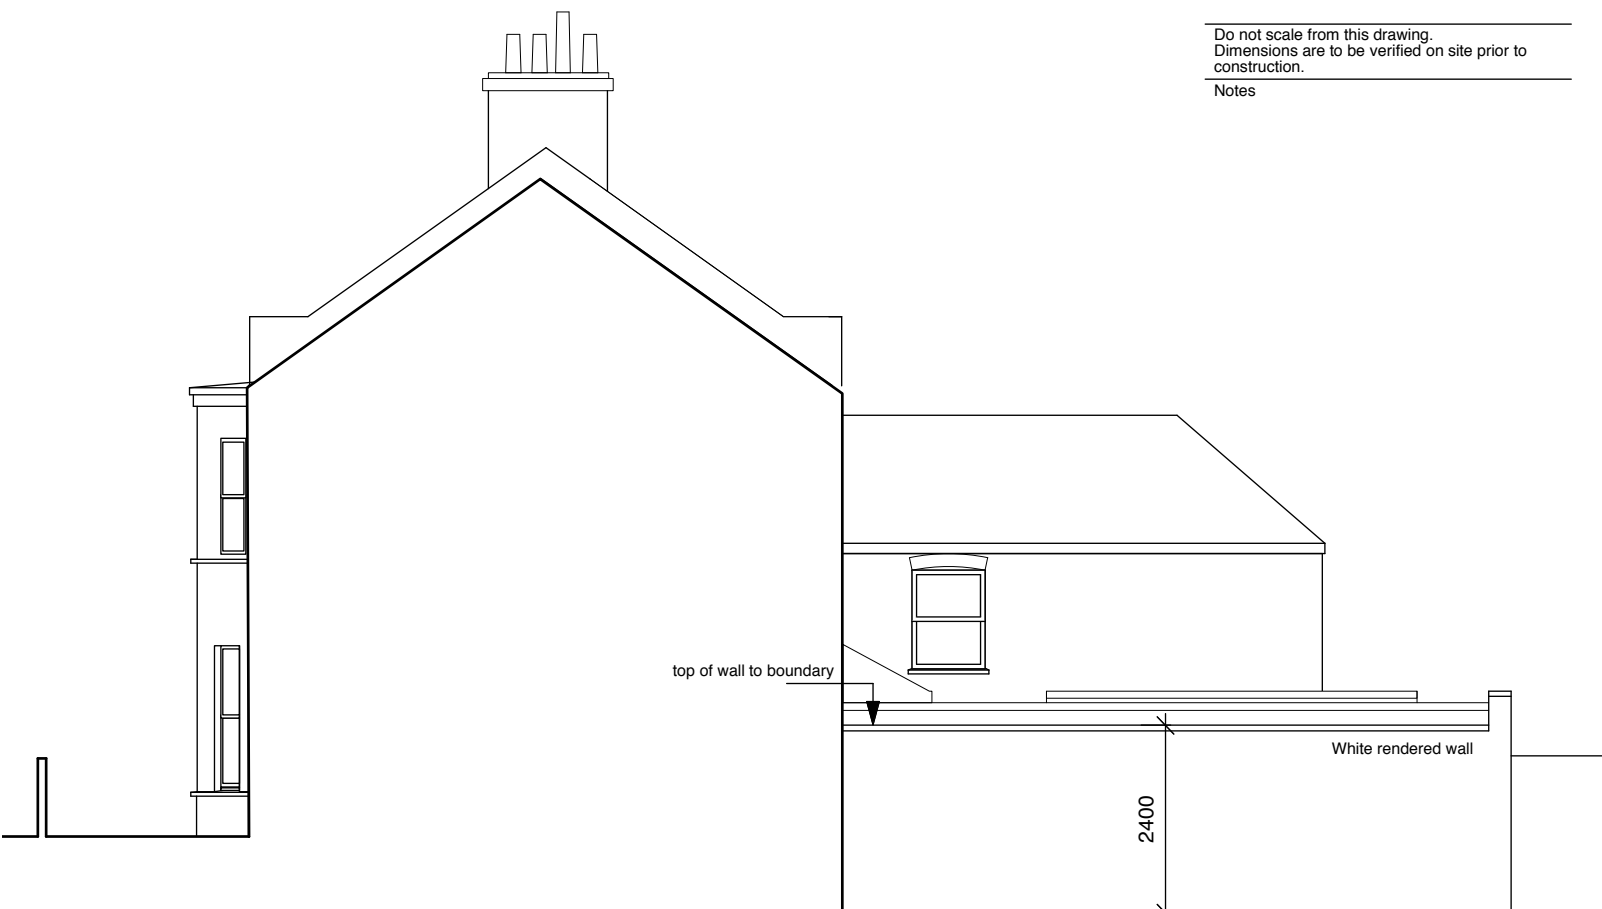 Do not scale from this drawing.
Dimensions are to be verified on site prior to
construction.
Notes
top of wall to boundary
White rendered wall
2400